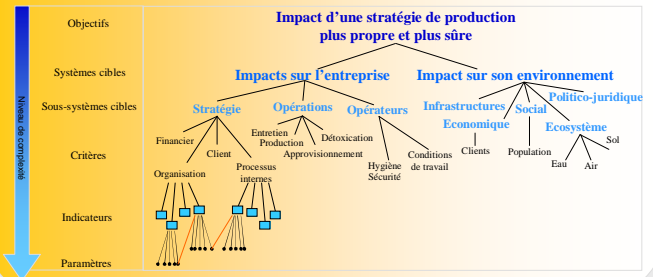 Objectifs
Impact d'une stratégie de production
plus propre et plus sûre
Systèmes cibles
Impacts sur l'entreprise
Impact sur son environnement
Sous-systèmes cibles
Stratégie
Opérations
Opérateurs
Infrastructures
Economique
Social
Politico-juridique
Ecosystème
Niveau de complexité
Critères
Financier
Client
Organisation
Processus
internes
Entretien
Production
Approvisionnement
Détoxication
Hygiène
Sécurité
Conditions
de travail
Clients
Population
Eau
Air
Sol
Indicateurs
Paramètres